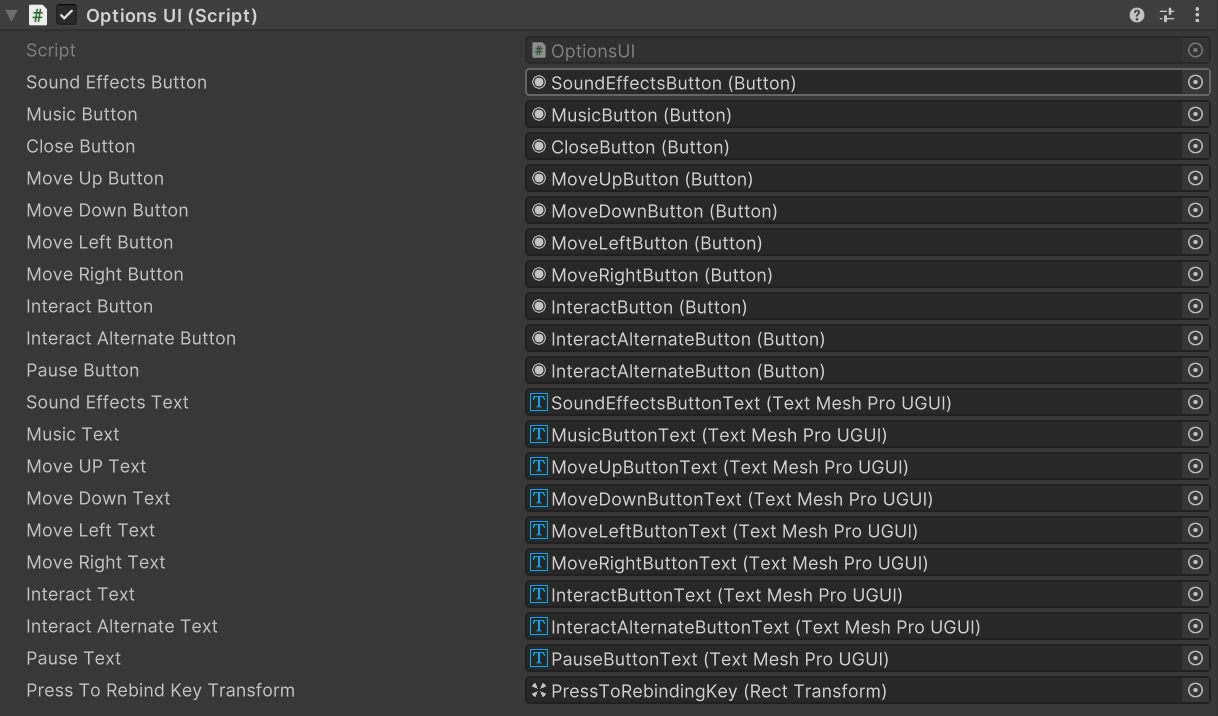 # Options UI (Script)
Script # OptionsUI
Sound Effects Button SoundEffectsButton (Button)
Music Button MusicButton (Button)
Close Button CloseButton (Button)
Move Up Button MoveUpButton (Button)
Move Down Button MoveDownButton (Button)
Move Left Button MoveLeftButton (Button)
Move Right Button MoveRightButton (Button)
Interact Button InteractButton (Button)
Interact Alternate Button InteractAlternateButton (Button)
Pause Button InteractAlternateButton (Button)
Sound Effects Text T SoundEffectsButtonText (Text Mesh Pro UGUI)
Music Text T MusicButtonText (Text Mesh Pro UGUI)
Move UP Text T MoveUpButtonText (Text Mesh Pro UGUI)
Move Down Text T MoveDownButtonText (Text Mesh Pro UGUI)
Move Left Text T MoveLeftButtonText (Text Mesh Pro UGUI)
Move Right Text T MoveRightButtonText (Text Mesh Pro UGUI)
Interact Text T InteractButtonText (Text Mesh Pro UGUI)
Interact Alternate Text T InteractAlternateButtonText (Text Mesh Pro UGUI)
Pause Text T PauseButtonText (Text Mesh Pro UGUI)
Press To Rebind Key Transform PressToRebindingKey (Rect Transform)